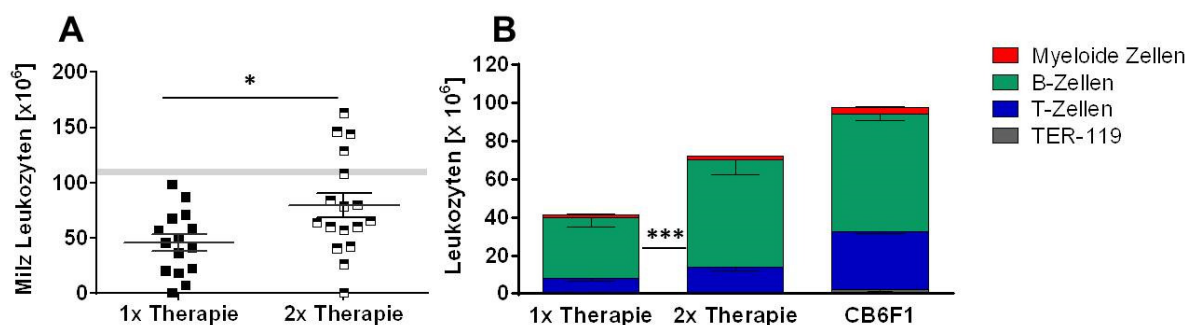 A
Milz Leukozyten [x10⁶]
200
150
100
50
0
*
1x Therapie
2x Therapie
B
Leukozyten [x 10⁶]
120
100
80
60
40
20
0
***
1x Therapie
2x Therapie
CB6F1
Myeloide Zellen
B-Zellen
T-Zellen
TER-119